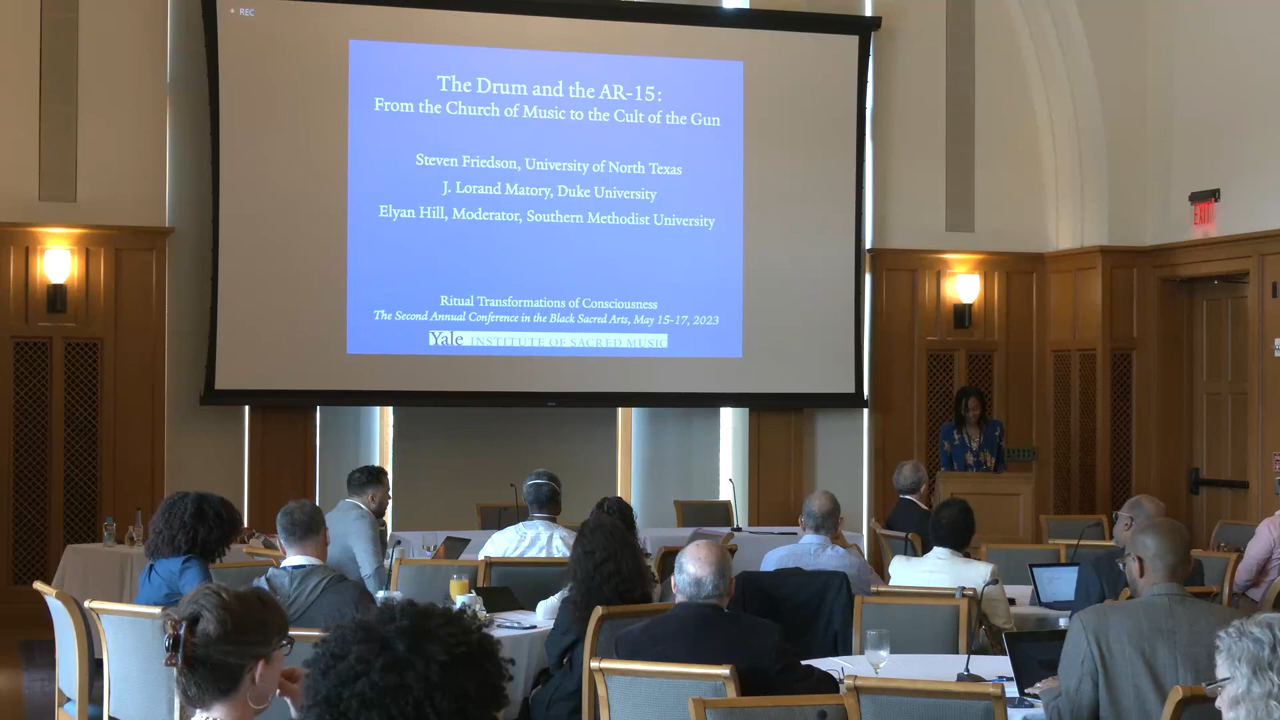 REC
The Drum and the AR-15:
From the Church of Music to the Cult of the Gun
Steven Friedson, University of North Texas
J. Lorand Matory, Duke University
Elyan Hill, Moderator, Southern Methodist University
Ritual Transformations of Consciousness
The Second Annual Conference in the Black Sacred Arts, May 15-17, 2023
Yale INSTITUTE OF SACRED MUSIC
EXIT